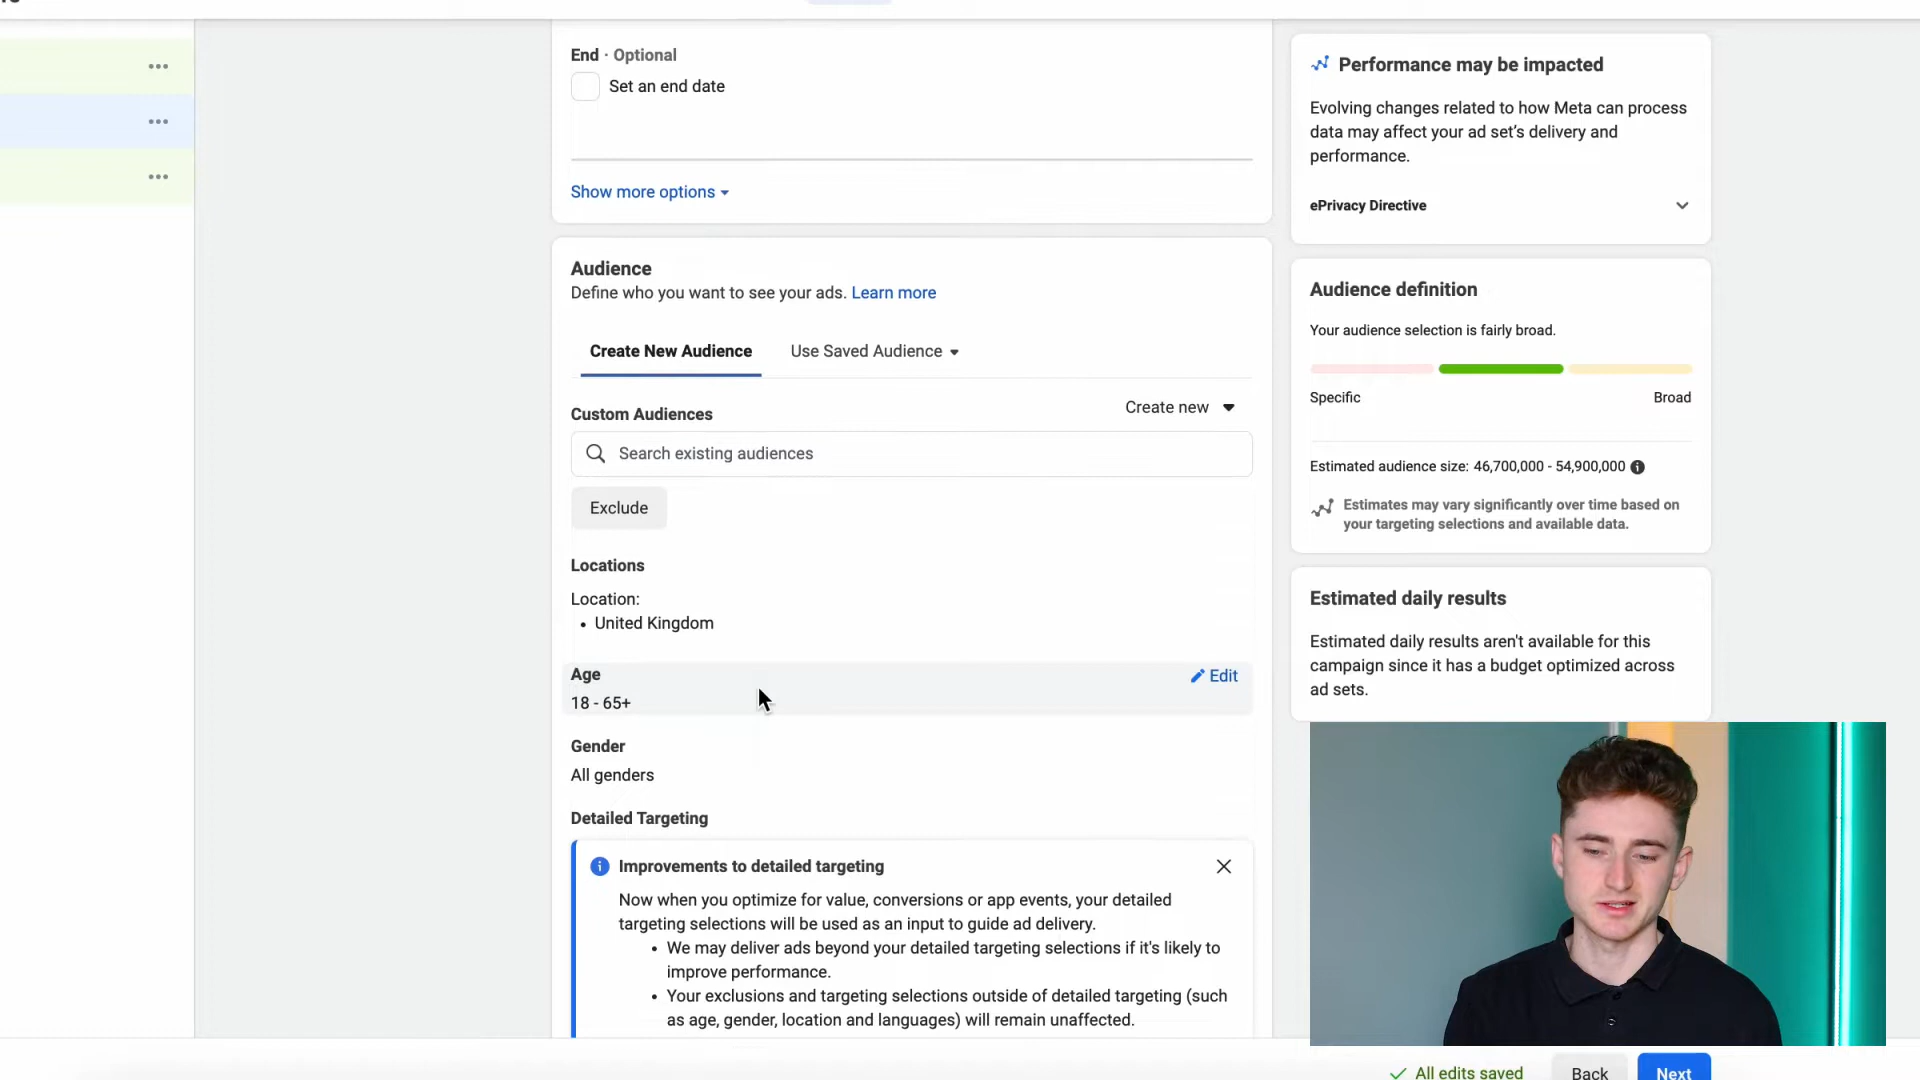 End · Optional
Set an end date
Show more options
Audience
Define who you want to see your ads. Learn more
Create New Audience
Use Saved Audience
Custom Audiences
Create new
Search existing audiences
Exclude
Locations
Location:
• United Kingdom
Age
Edit
18 - 65+
Gender
All genders
Detailed Targeting
Improvements to detailed targeting
Now when you optimize for value, conversions or app events, your detailed
targeting selections will be used as an input to guide ad delivery.
• We may deliver ads beyond your detailed targeting selections if it's likely to
improve performance.
• Your exclusions and targeting selections outside of detailed targeting (such
as age, gender, location and languages) will remain unaffected.
Performance may be impacted
Evolving changes related to how Meta can process
data may affect your ad set's delivery and
performance.
ePrivacy Directive
Audience definition
Your audience selection is fairly broad.
Specific
Broad
Estimated audience size: 46,700,000 - 54,900,000
Estimates may vary significantly over time based on
your targeting selections and available data.
Estimated daily results
Estimated daily results aren't available for this
campaign since it has a budget optimized across
ad sets.
All edits saved
Back
Next